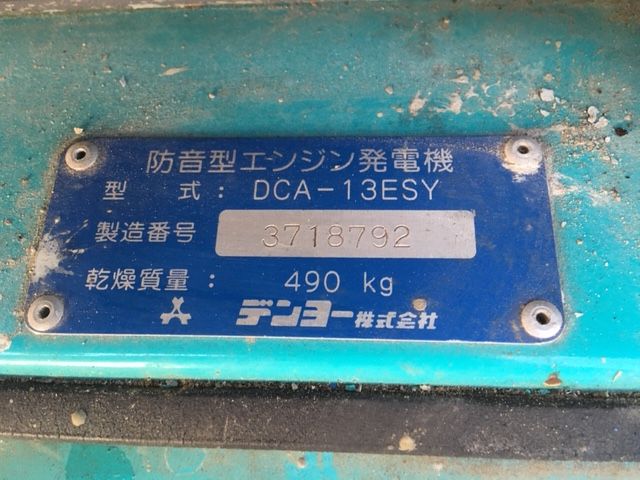 防音型エンジン発電機
型 式 : DCA-13ESY
製造番号 3718792
乾燥質量 : 490 kg
デンヨー株式会社